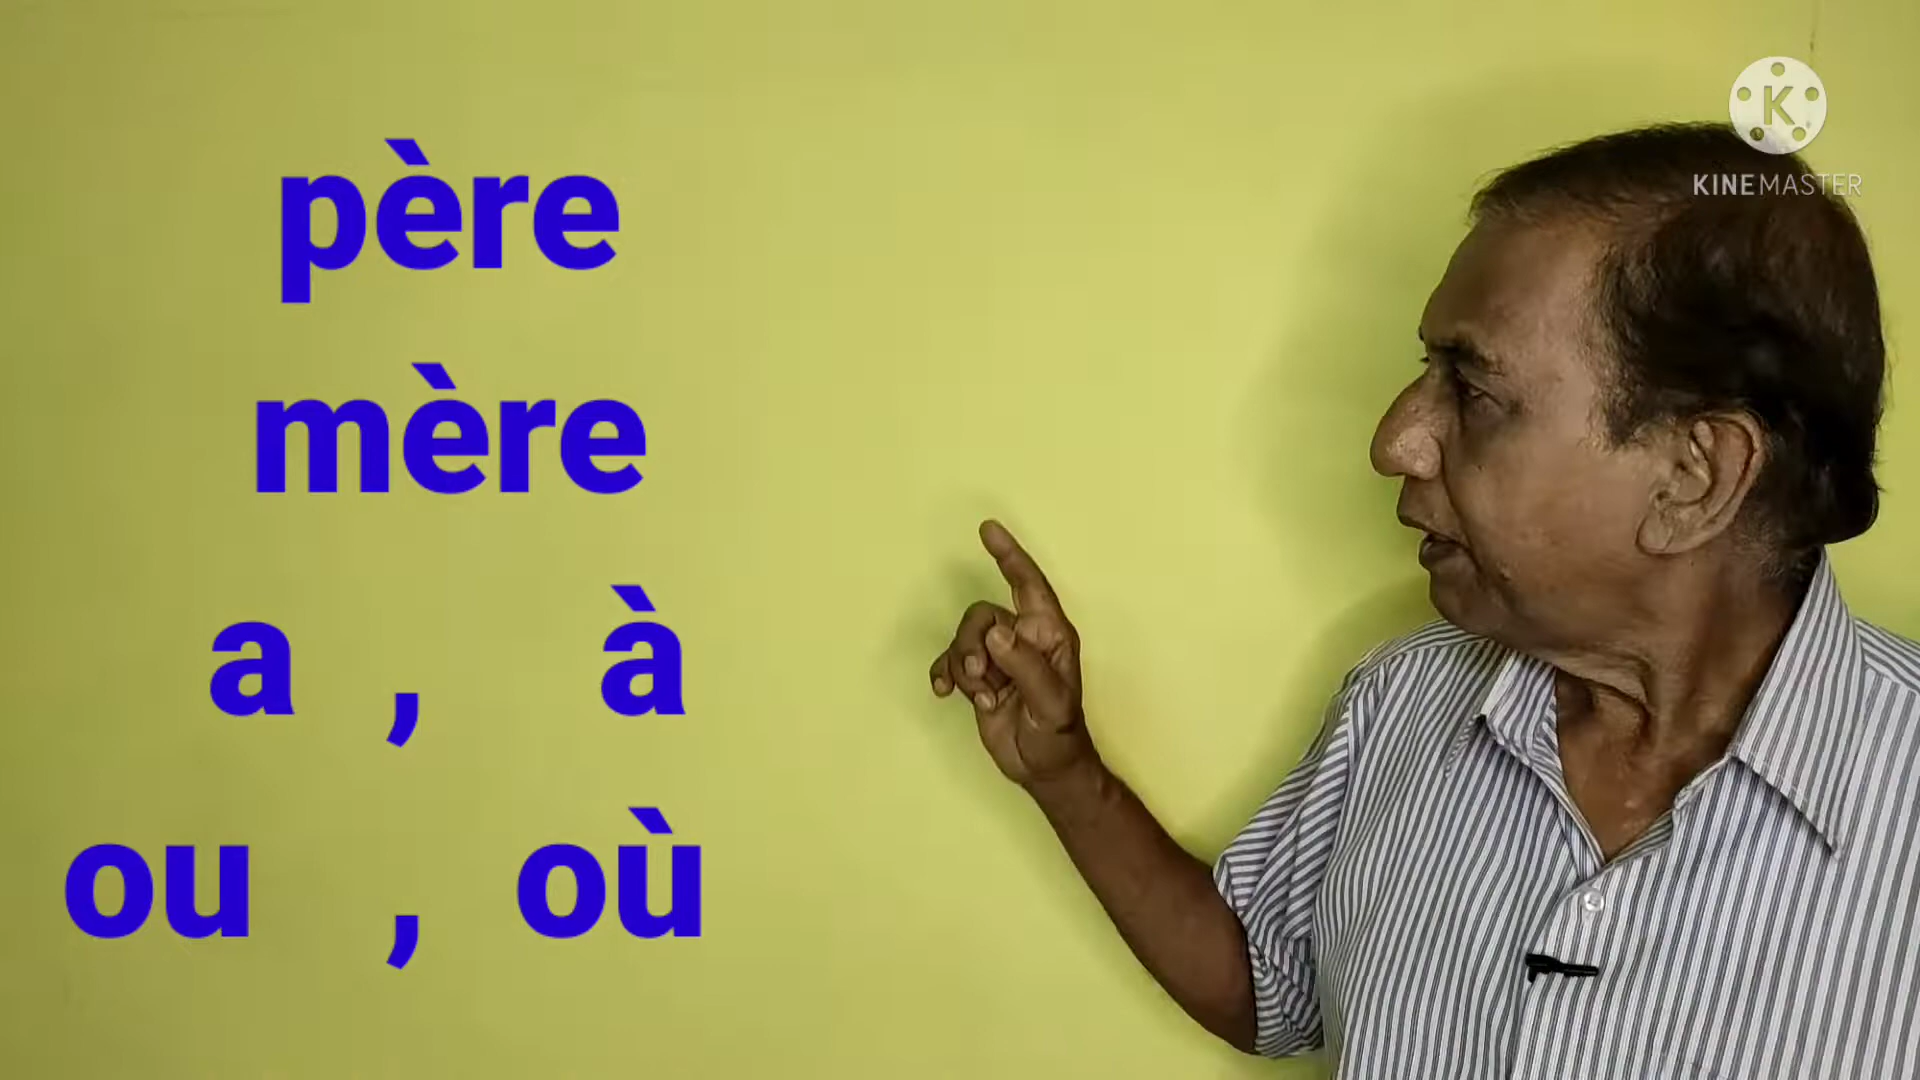 père
mère
a , à
ou , où
K
KINEMASTER